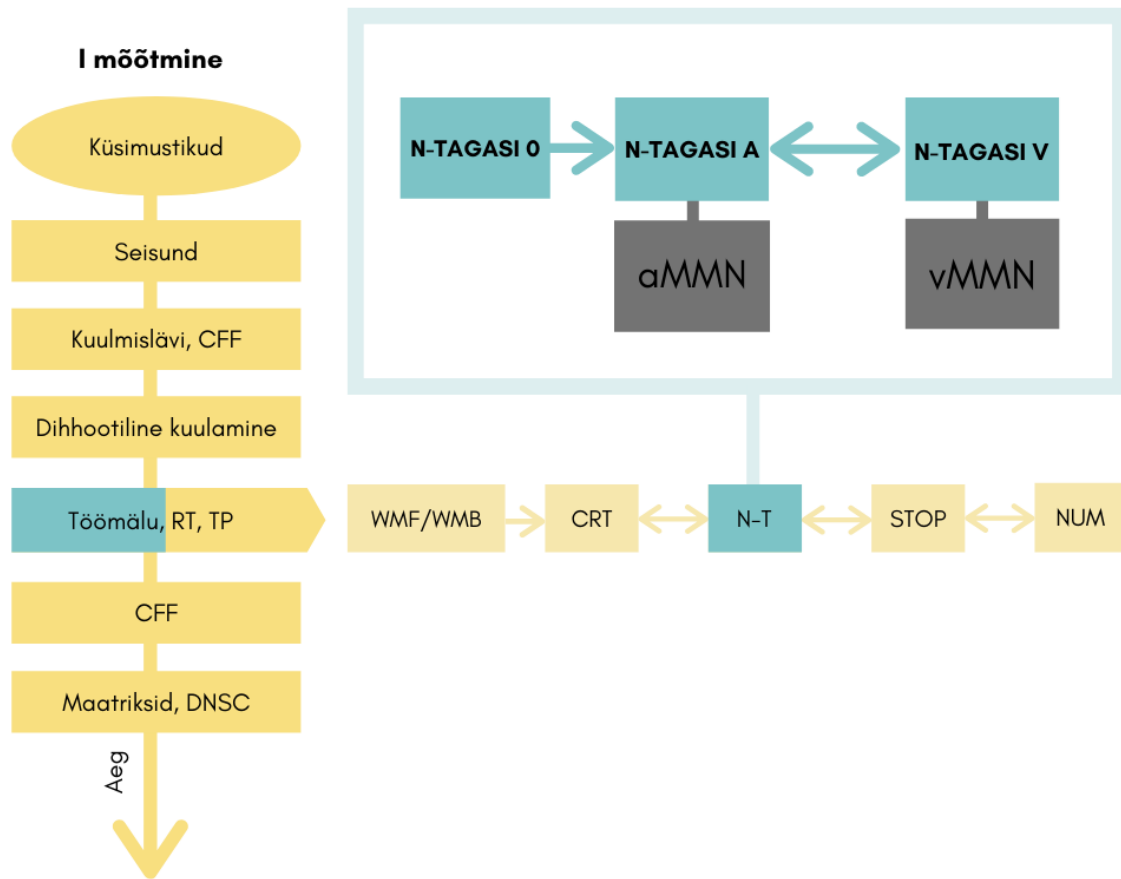 I mõõtmine
Küsimustikud
Seisund
Kuulmislävi, CFF
Dihhootiline kuulamine
Töömälu, RT, TP
CFF
Maatriksid, DNSC
Aeg
N-TAGASI 0
N-TAGASI A
N-TAGASI V
aMMN
vMMN
WMF/WMB
CRT
N-T
STOP
NUM